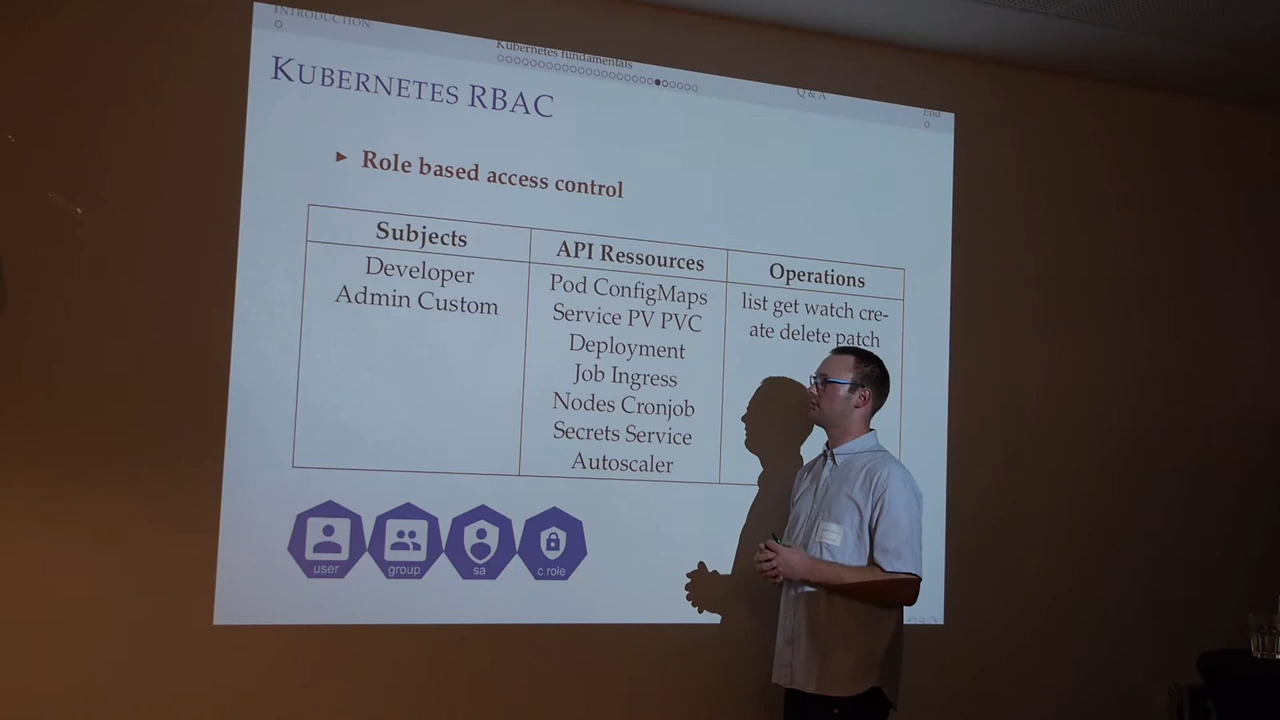 INTRODUCTION
Kubernetes fundamentals
Q & A
End
KUBERNETES RBAC
Role based access control
Subjects
API Ressources
Operations
Developer
Admin Custom
Pod ConfigMaps
Service PV PVC
Deployment
Job Ingress
Nodes Cronjob
Secrets Service
Autoscaler
list get watch cre-
ate delete patch
user
group
sa
c.role